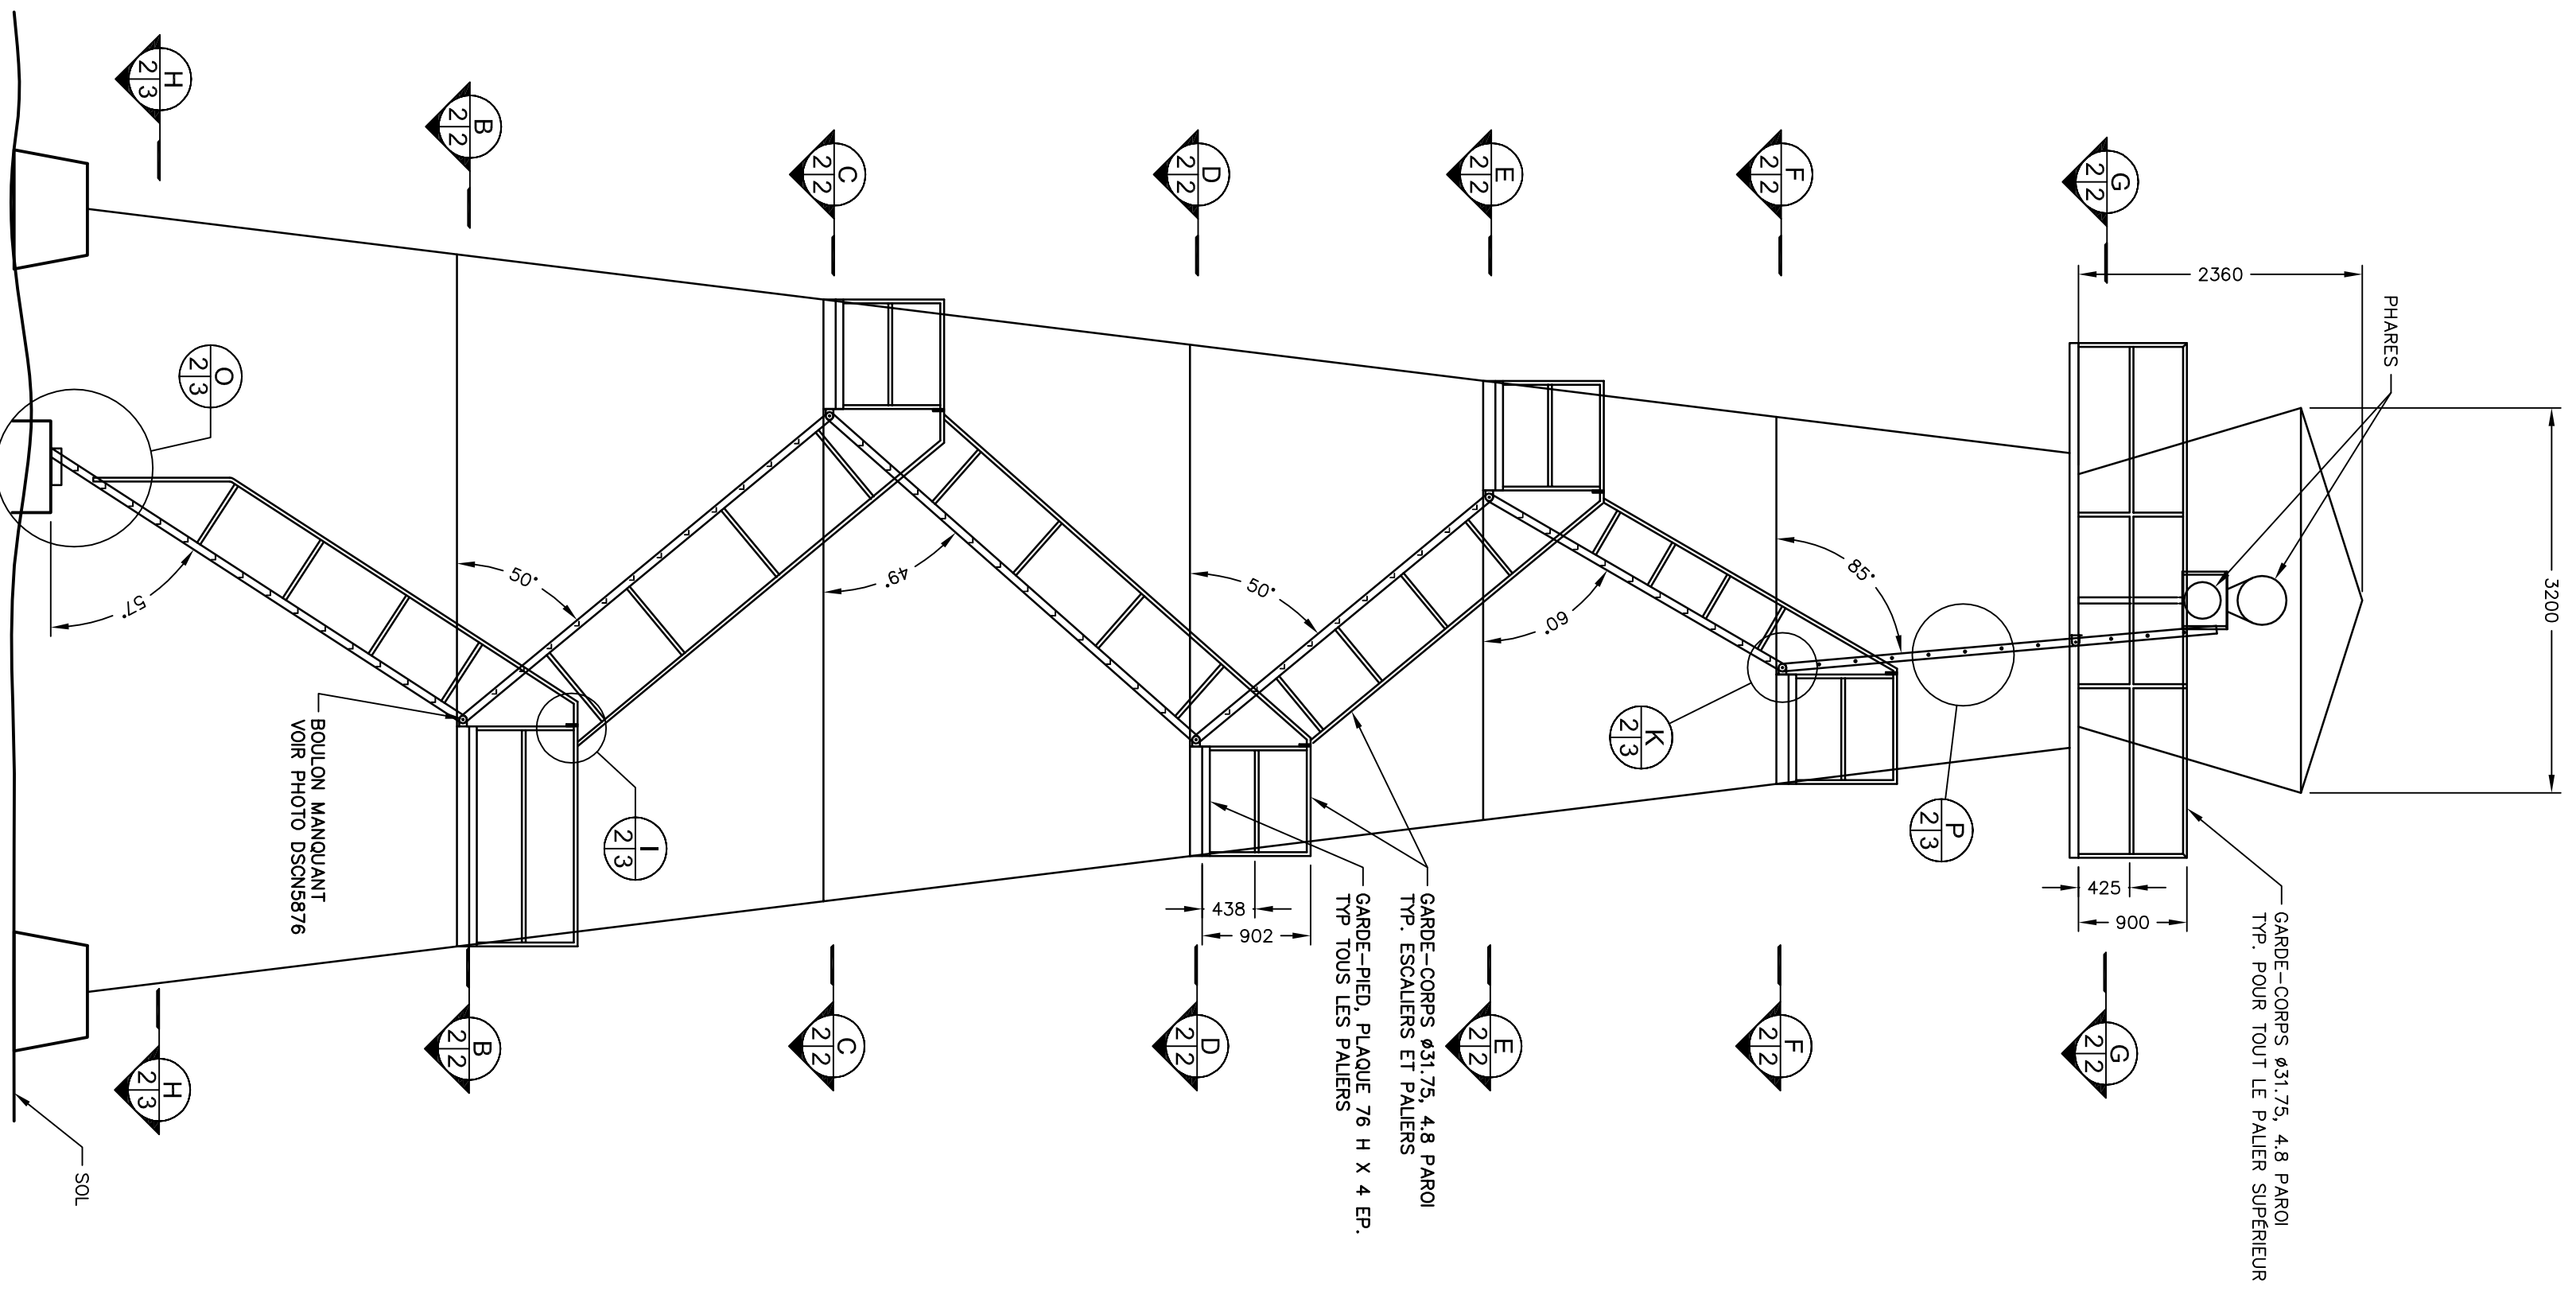 3200
PHARES
2360
GARDE-CORPS ø31.75, 4.8 PAROI
TYP. POUR TOUT LE PALIER SUPÉRIEUR
900
425
G
2 2
G
2 2
P
2 3
85°
F
2 2
F
2 2
K
2 3
60°
E
2 2
E
2 2
GARDE-CORPS ø31.75, 4.8 PAROI
TYP. ESCALIERS ET PALIERS
GARDE-PIED, PLAQUE 76 H X 4 EP.
TYP TOUS LES PALIERS
902
438
50°
D
2 2
D
2 2
49°
C
2 2
C
2 2
I
2 3
50°
B
2 2
B
2 2
BOULON MANQUANT
VOIR PHOTO DSCN5876
O
2 3
H
2 3
H
2 3
57°
SOL